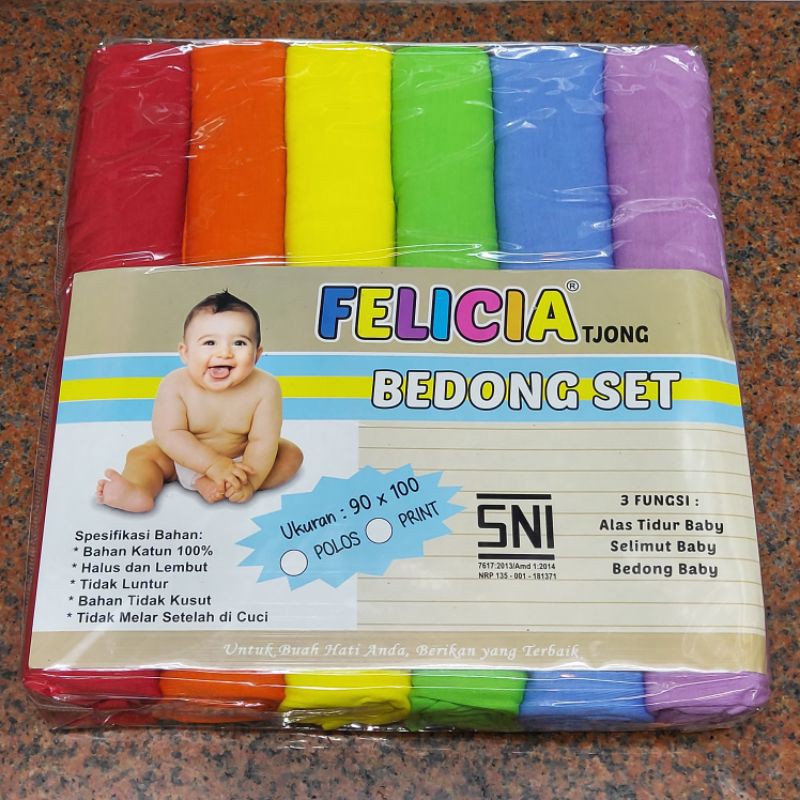 FELICIA®
TJONG
BEDONG SET
Ukuran : 90 x 100
POLOS
PRINT
Spesifikasi Bahan:
* Bahan Katun 100%
* Halus dan Lembut
* Tidak Luntur
* Bahan Tidak Kusut
* Tidak Melar Setelah di Cuci
SNI
7617:2013/Amd 1:2014
NRP 135 - 001 - 181371
3 FUNGSI :
Alas Tidur Baby
Selimut Baby
Bedong Baby
Untuk Buah Hati Anda, Berikan yang Terbaik